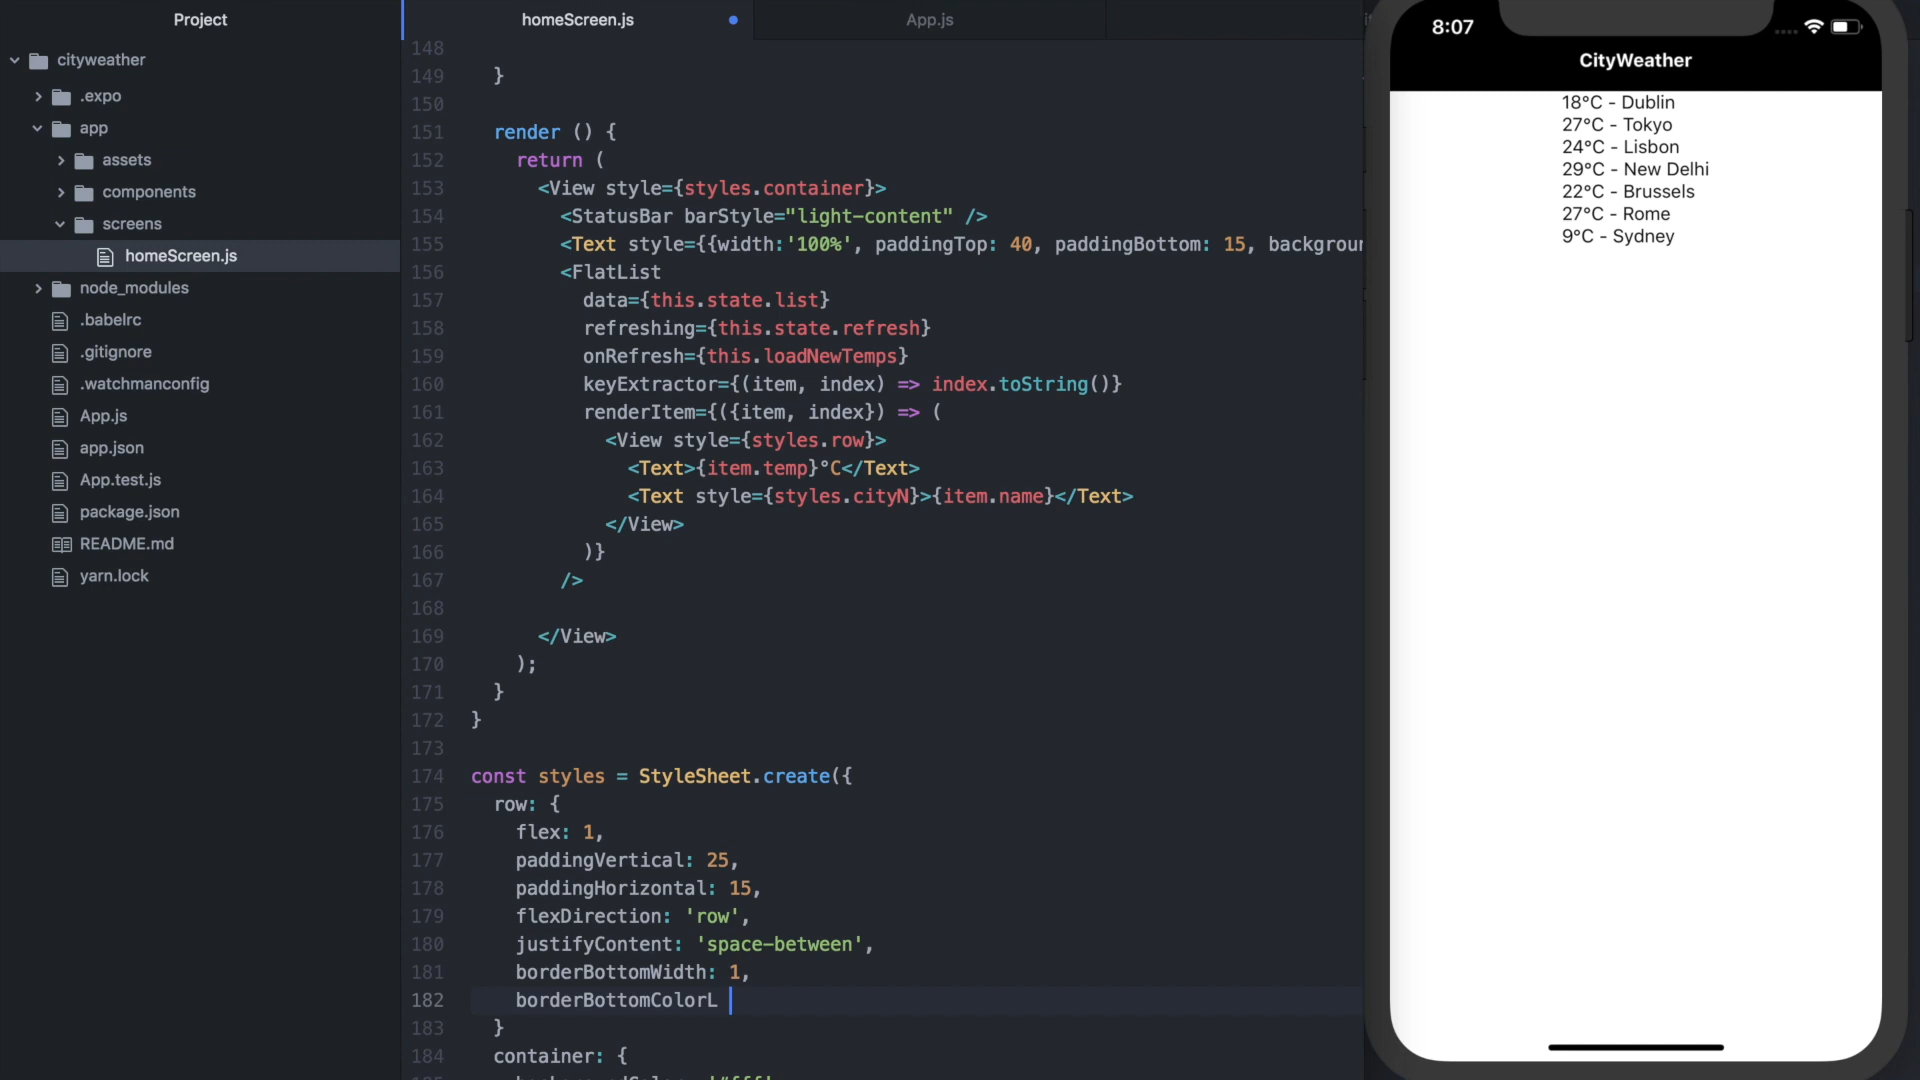 Project
cityweather
.expo
app
assets
components
screens
homeScreen.js
node_modules
.babelrc
.gitignore
.watchmanconfig
App.js
app.json
App.test.js
package.json
README.md
yarn.lock
homeScreen.js
App.js
148
149 }
150
151 render () {
152 return (
153 <View style={styles.container}>
154 <StatusBar barStyle="light-content" />
155 <Text style={{width:'100%', paddingTop: 40, paddingBottom: 15, backgroun
156 <FlatList
157 data={this.state.list}
158 refreshing={this.state.refresh}
159 onRefresh={this.loadNewTemps}
160 keyExtractor={(item, index) => index.toString()}
161 renderItem={({item, index}) => (
162 <View style={styles.row}>
163 <Text>{item.temp}°C</Text>
164 <Text style={styles.cityN}>{item.name}</Text>
165 </View>
166 )}
167 />
168
169 </View>
170 );
171 }
172 }
173
174 const styles = StyleSheet.create({
175 row: {
176 flex: 1,
177 paddingVertical: 25,
178 paddingHorizontal: 15,
179 flexDirection: 'row',
180 justifyContent: 'space-between',
181 borderBottomWidth: 1,
182 borderBottomColorL
183 }
184 container: {
8:07
CityWeather
18°C - Dublin
27°C - Tokyo
24°C - Lisbon
29°C - New Delhi
22°C - Brussels
27°C - Rome
9°C - Sydney